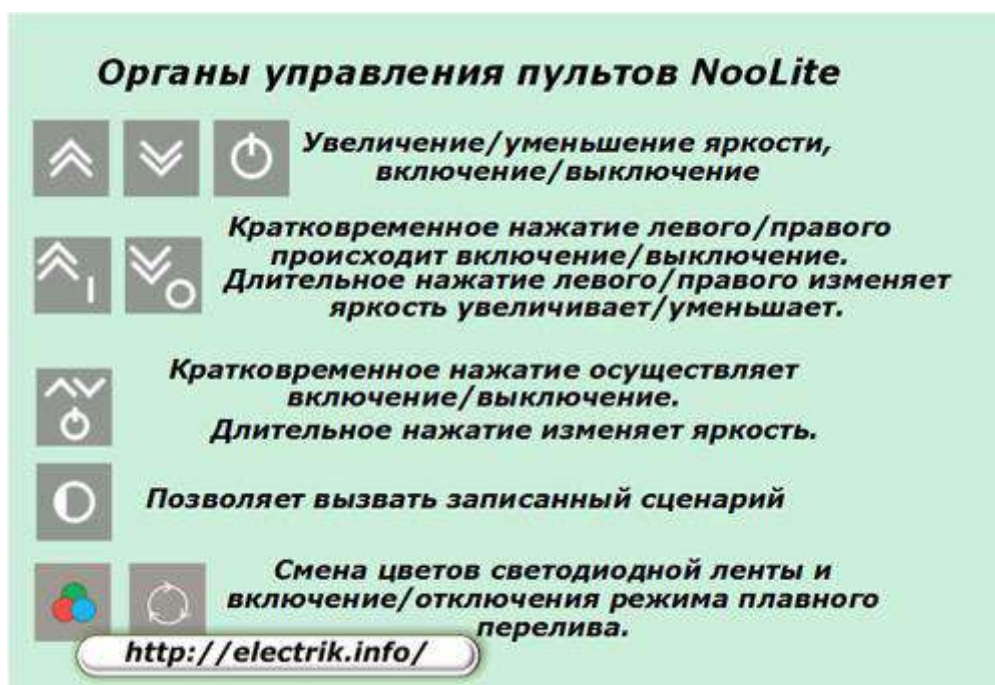 Органы управления пультов NooLite
Увеличение/уменьшение яркости,
включение/выключение
Кратковременное нажатие левого/правого
происходит включение/выключение.
Длительное нажатие левого/правого изменяет
яркость увеличивает/уменьшает.
Кратковременное нажатие осуществляет
включение/выключение.
Длительное нажатие изменяет яркость.
Позволяет вызвать записанный сценарий
Смена цветов светодиодной ленты и
включение/отключения режима плавного
перелива.
http://electrik.info/